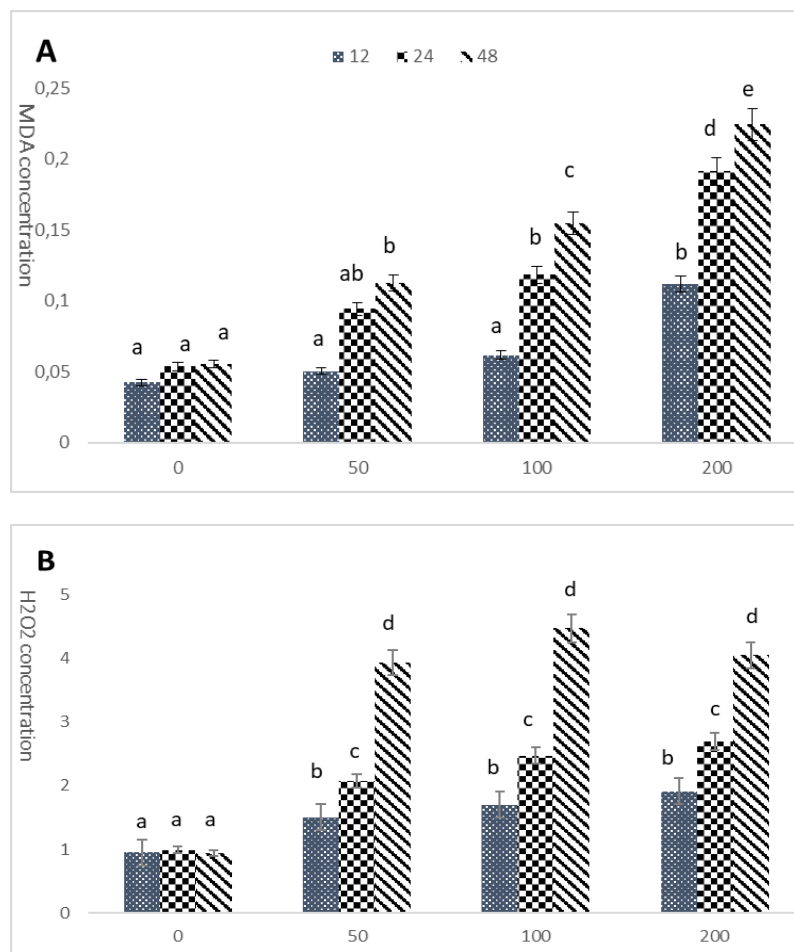 A
12 24 48
MDA concentration
0,25
0,2
0,15
0,1
0,05
0
a a a
a ab b
a b c
b d e
0 50 100 200
B
H2O2 concentration
5
4
3
2
1
0
a a a
b c d
b c d
b c d
0 50 100 200